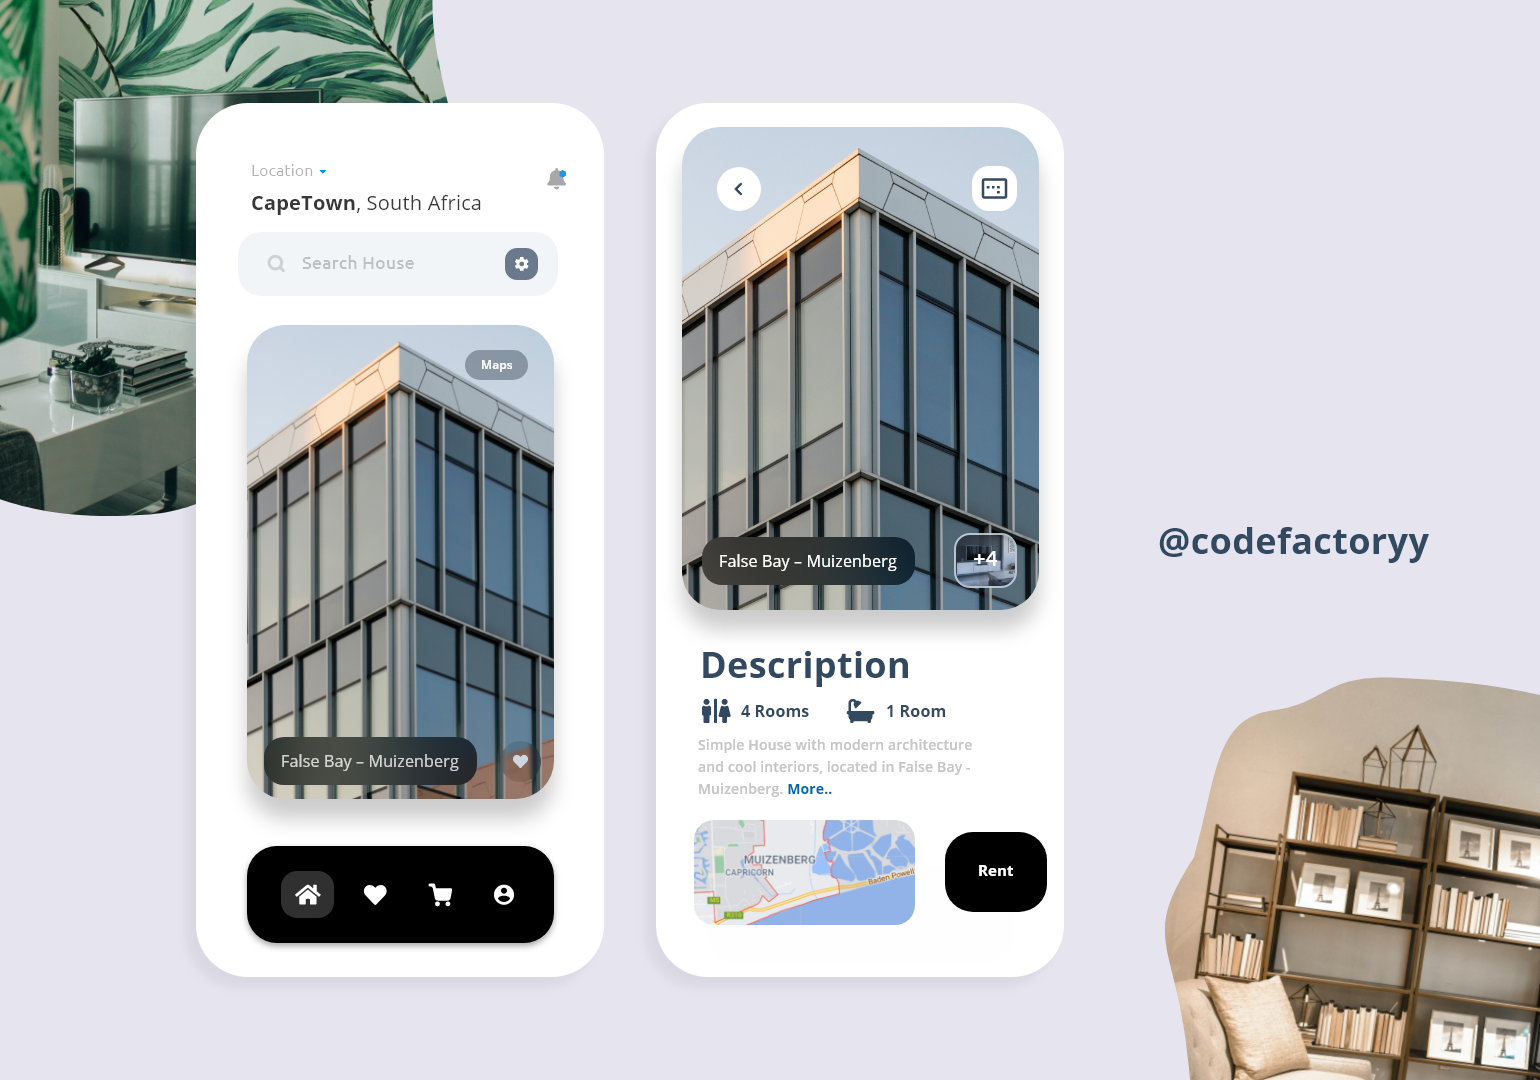 Location
CapeTown, South Africa
Search House
Maps
False Bay – Muizenberg
+4
False Bay – Muizenberg
Description
4 Rooms
1 Room
Simple House with modern architecture
and cool interiors, located in False Bay -
Muizenberg. More..
MUIZENBERG
CAPRICORN
Baden Powell
M5
R310
Rent
@codefactoryy